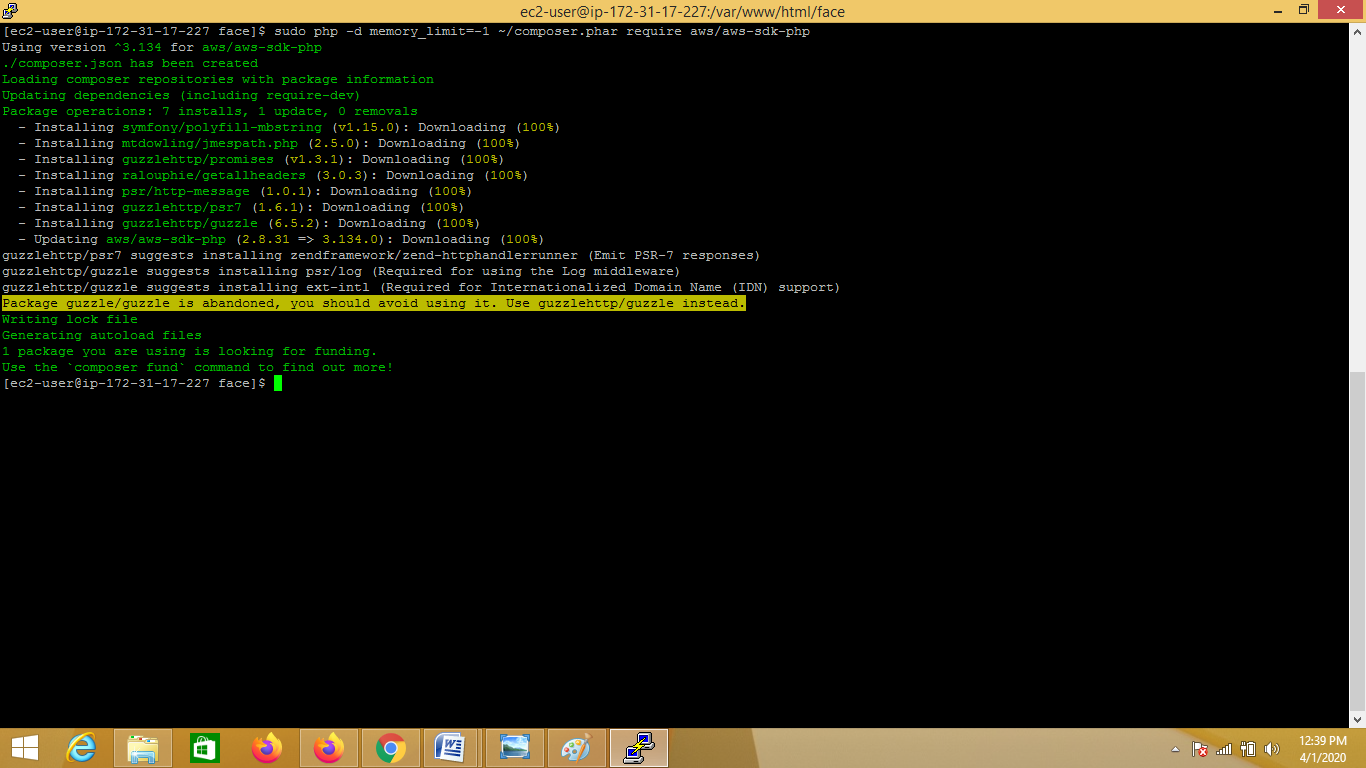 ec2-user@ip-172-31-17-227:/var/www/html/face
[ec2-user@ip-172-31-17-227 face]$ sudo php -d memory_limit=-1 ~/composer.phar require aws/aws-sdk-php
Using version ^3.134 for aws/aws-sdk-php
./composer.json has been created
Loading composer repositories with package information
Updating dependencies (including require-dev)
Package operations: 7 installs, 1 update, 0 removals
  - Installing symfony/polyfill-mbstring (v1.15.0): Downloading (100%)
  - Installing mtdowling/jmespath.php (2.5.0): Downloading (100%)
  - Installing guzzlehttp/promises (v1.3.1): Downloading (100%)
  - Installing ralouphie/getallheaders (3.0.3): Downloading (100%)
  - Installing psr/http-message (1.0.1): Downloading (100%)
  - Installing guzzlehttp/psr7 (1.6.1): Downloading (100%)
  - Installing guzzlehttp/guzzle (6.5.2): Downloading (100%)
  - Updating aws/aws-sdk-php (2.8.31 => 3.134.0): Downloading (100%)
guzzlehttp/psr7 suggests installing zendframework/zend-httphandlerrunner (Emit PSR-7 responses)
guzzlehttp/guzzle suggests installing psr/log (Required for using the Log middleware)
guzzlehttp/guzzle suggests installing ext-intl (Required for Internationalized Domain Name (IDN) support)
Package guzzle/guzzle is abandoned, you should avoid using it. Use guzzlehttp/guzzle instead.
Writing lock file
Generating autoload files
1 package you are using is looking for funding.
Use the `composer fund` command to find out more!
[ec2-user@ip-172-31-17-227 face]$
12:39 PM
4/1/2020